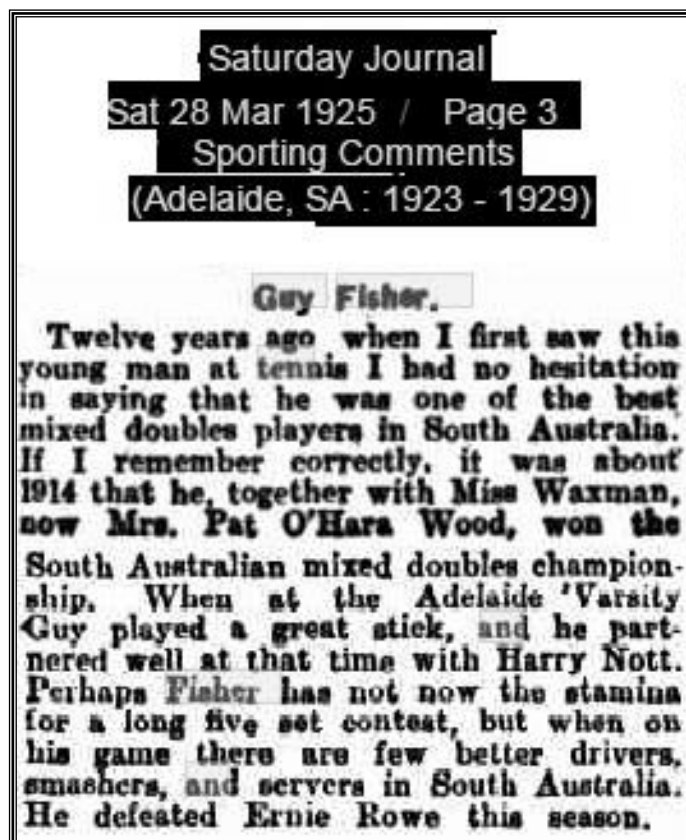 Saturday Journal
Sat 28 Mar 1925 / Page 3
Sporting Comments
(Adelaide, SA : 1923 - 1929)
Guy Fisher.
Twelve years ago when I first saw this
young man at tennis I had no hesitation
in saying that he was one of the best
mixed doubles players in South Australia.
If I remember correctly, it was about
1914 that he, together with Miss Waxman,
now Mrs. Pat O'Hara Wood, won the
South Australian mixed doubles champion-
ship. When at the Adelaide 'Varsity
Guy played a great stick, and he part-
nered well at that time with Harry Nott.
Perhaps Fisher has not now the stamina
for a long five set contest, but when on
his game there are few better drivers,
smashers, and servers in South Australia.
He defeated Ernie Rowe this season.